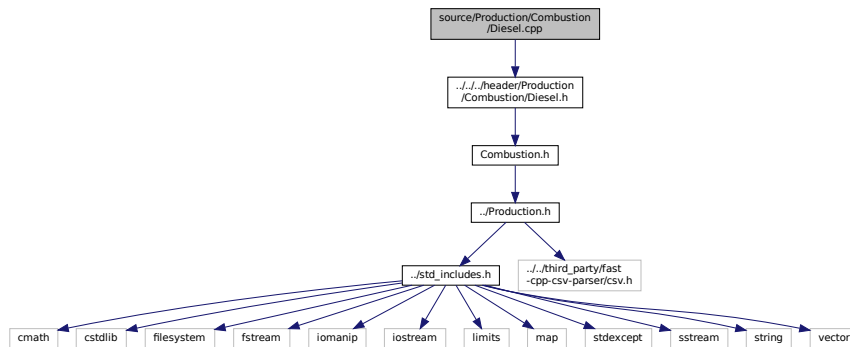 source/Production/Combustion
/Diesel.cpp
../../../header/Production
/Combustion/Diesel.h
Combustion.h
../Production.h
../std_includes.h
../../third_party/fast
-cpp-csv-parser/csv.h
cmath
cstdlib
filesystem
fstream
iomanip
iostream
limits
map
stdexcept
sstream
string
vector